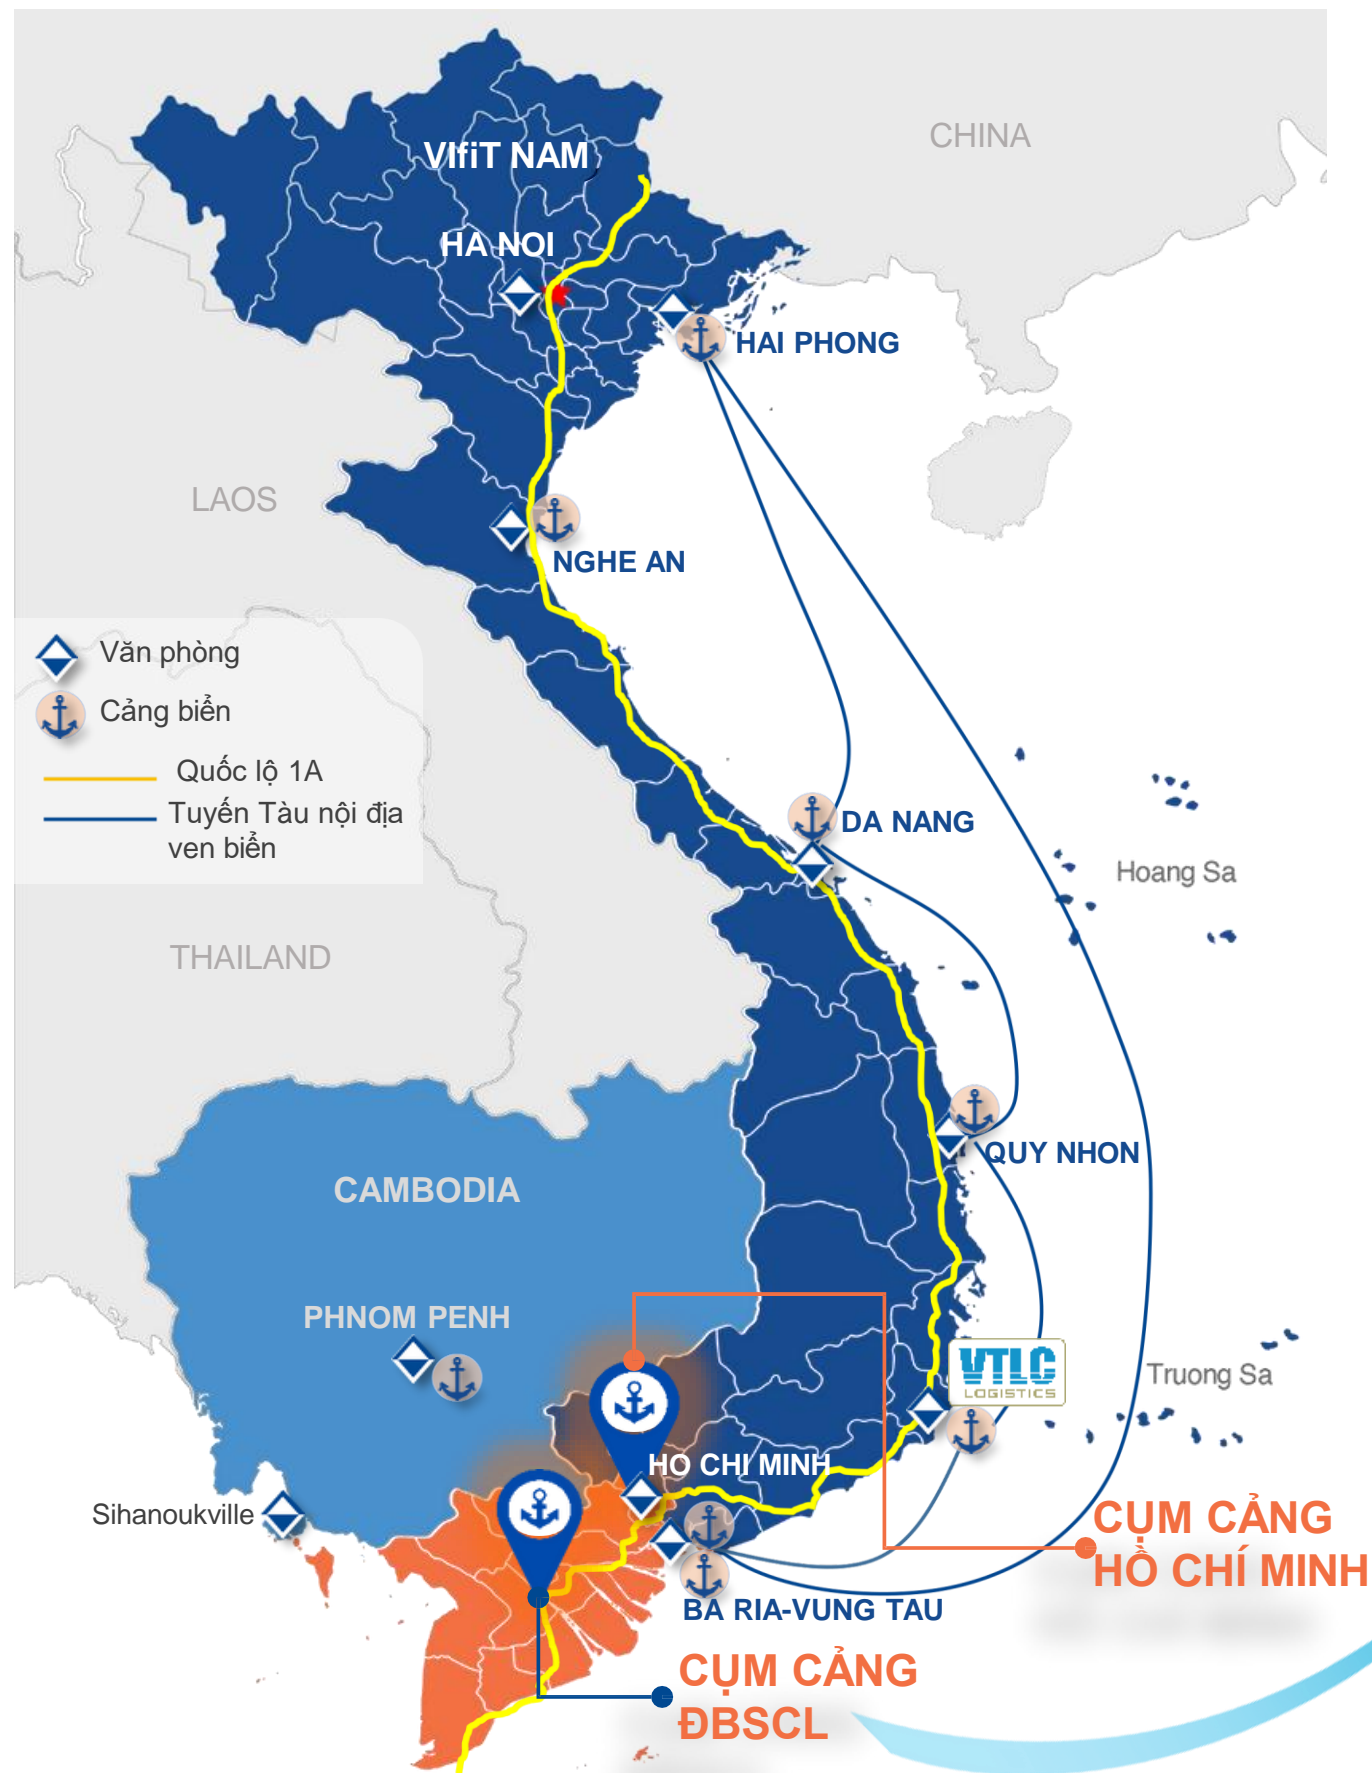 CHINA
VIfiT NAM
HA NOI
HAI PHONG
LAOS
NGHE AN
Văn phòng
Cảng biển
Quốc lộ 1A
Tuyến Tàu nội địa
ven biển
DA NANG
Hoang Sa
THAILAND
QUY NHON
CAMBODIA
PHNOM PENH
VTLC
LOGISTICS
Truong Sa
HO CHI MINH
Sihanoukville
CỤM CẢNG
HỒ CHÍ MINH
BA RIA-VUNG TAU
CỤM CẢNG
ĐBSCL